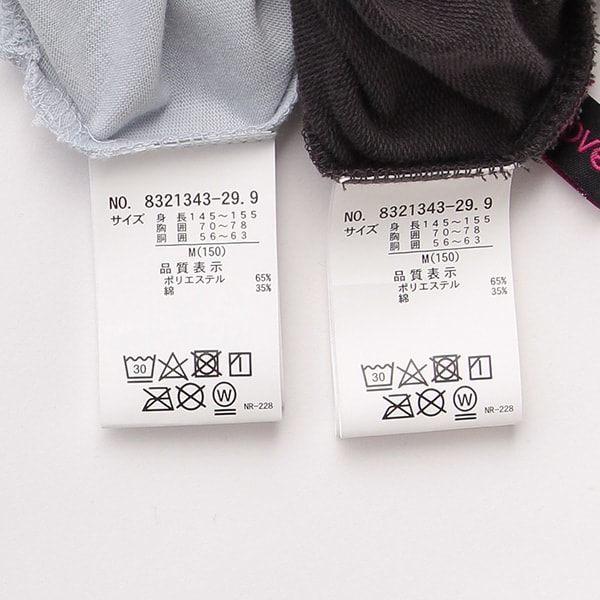 NO. 8321343-29.9
サイズ 身長145～155
胸囲 70～78
胴囲 56～63
M(150)
品質表示
ポリエステル 65%
綿 35%
30
W
NR-228
NO. 8321343-29.9
サイズ 身長145～155
胸囲 70～78
胴囲 56～63
M(150)
品質表示
ポリエステル 65%
綿 35%
30
W
NR-228
ove